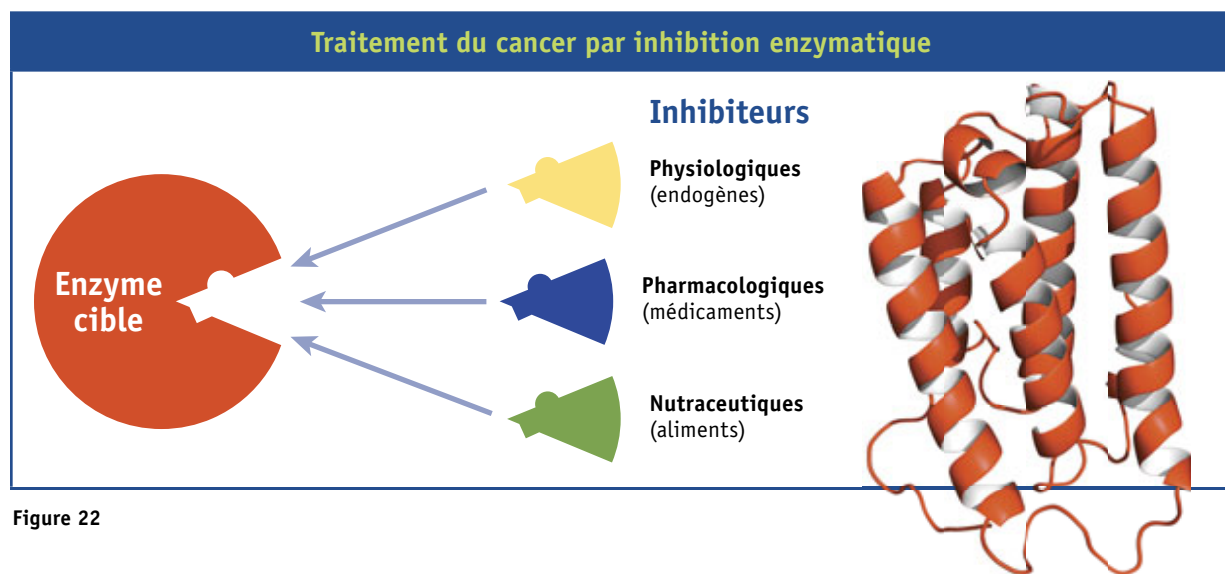 Traitement du cancer par inhibition enzymatique
Inhibiteurs
Physiologiques
(endogènes)
Enzyme
cible
Pharmacologiques
(médicaments)
Nutraceutiques
(aliments)
Figure 22